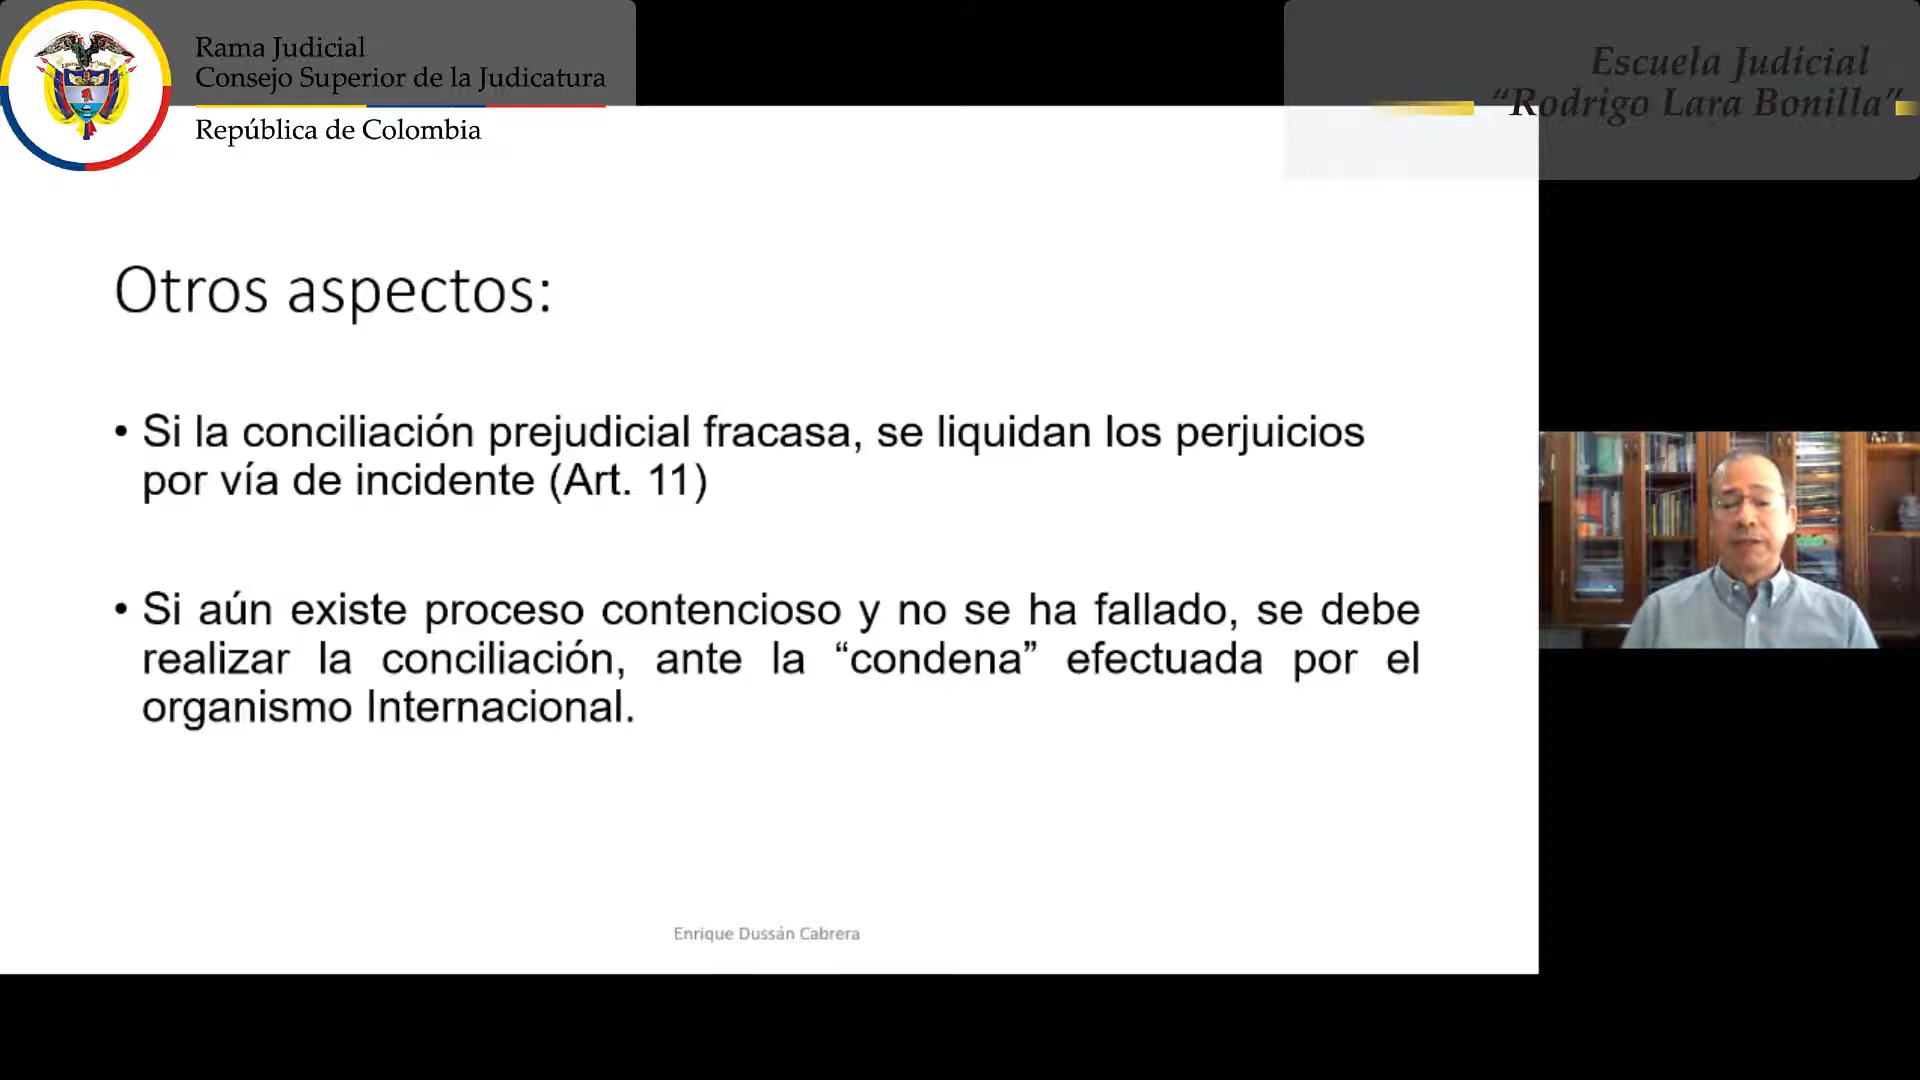 Rama Judicial
Consejo Superior de la Judicatura
República de Colombia
Escuela Judicial
“Rodrigo Lara Bonilla”
Otros aspectos:
• Si la conciliación prejudicial fracasa, se liquidan los perjuicios
por vía de incidente (Art. 11)
• Si aún existe proceso contencioso y no se ha fallado, se debe
realizar la conciliación, ante la “condena” efectuada por el
organismo Internacional.
Enrique Dussán Cabrera